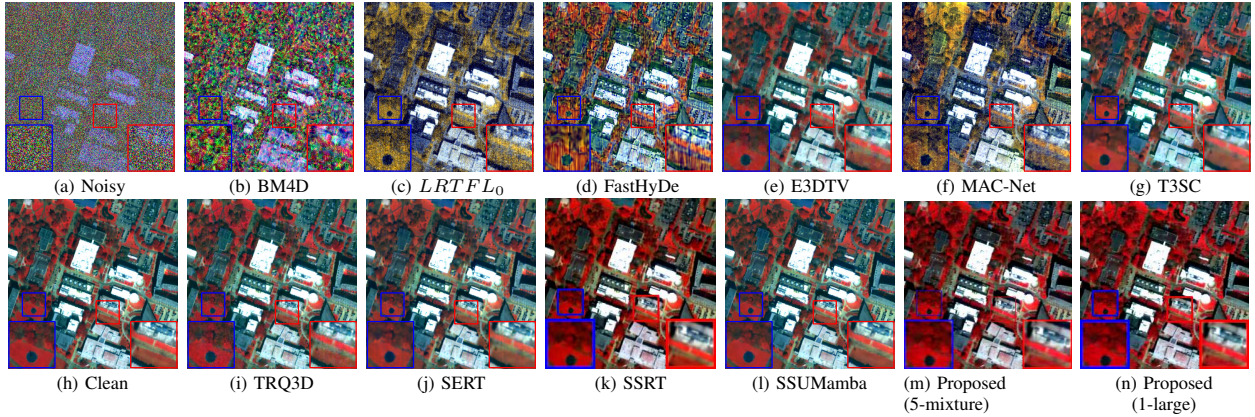 (a) Noisy
(b) BM4D
(c) LRTFL₀
(d) FastHyDe
(e) E3DTV
(f) MAC-Net
(g) T3SC
(h) Clean
(i) TRQ3D
(j) SERT
(k) SSRT
(l) SSUMamba
(m) Proposed
(5-mixture)
(n) Proposed
(1-large)